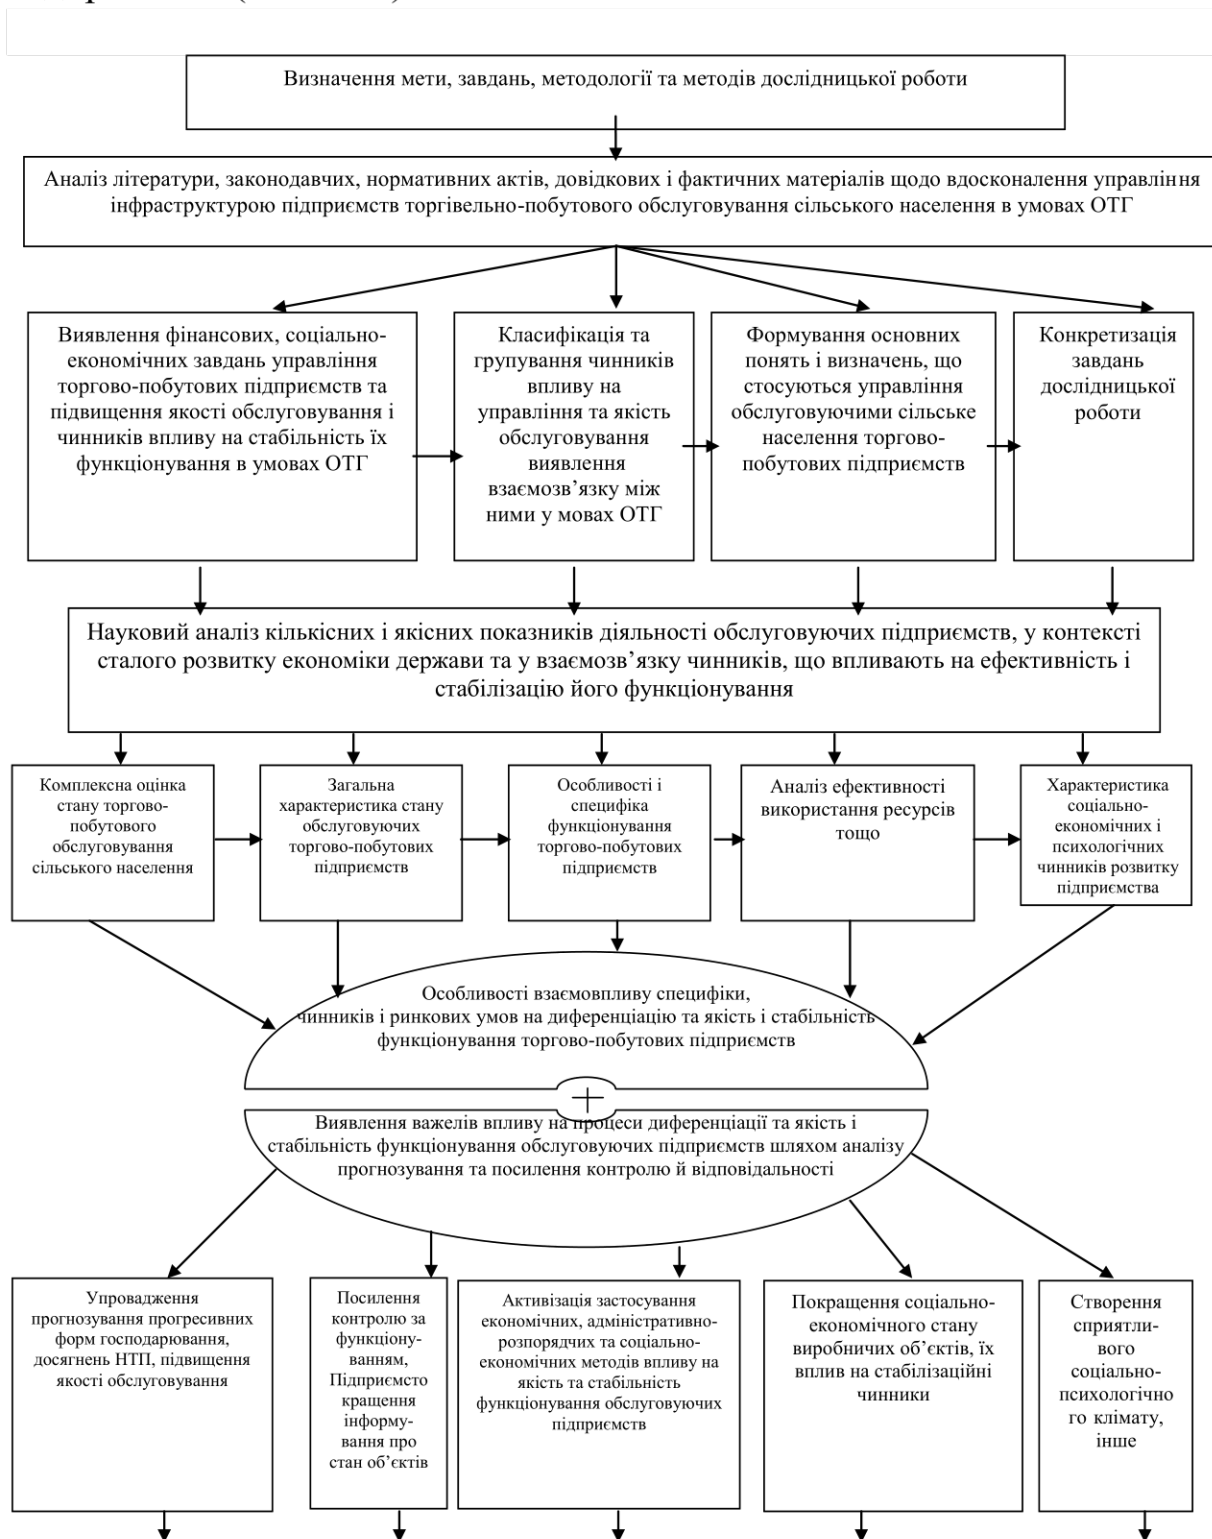 Визначення мети, завдань, методології та методів дослідницької роботи
Аналіз літератури, законодавчих, нормативних актів, довідкових і фактичних матеріалів щодо вдосконалення управління
інфраструктурою підприємств торгівельно-побутового обслуговування сільського населення в умовах ОТГ
Виявлення фінансових, соціально-
економічних завдань управління
торгово-побутових підприємств та
підвищення якості обслуговування і
чинників впливу на стабільність їх
функціонування в умовах ОТГ
Класифікація та
групування чинників
впливу на
управління та якість
обслуговування
виявлення
взаємозв’язку між
ними у мовах ОТГ
Формування основних
понять і визначень, що
стосуються управління
обслуговуючими сільське
населення торгово-
побутових підприємств
Конкретизація
завдань
дослідницької
роботи
Науковий аналіз кількісних і якісних показників діяльності обслуговуючих підприємств, у контексті
сталого розвитку економіки держави та у взаємозв’язку чинників, що впливають на ефективність і
стабілізацію його функціонування
Комплексна оцінка
стану торгово-
побутового
обслуговування
сільського населення
Загальна
характеристика стану
обслуговуючих
торгово-побутових
підприємств
Особливості і
специфіка
функціонування
торгово-побутових
підприємств
Аналіз ефективності
використання ресурсів
тощо
Характеристика
соціально-
економічних і
психологічних
чинників розвитку
підприємства
Особливості взаємовпливу специфіки,
чинників і ринкових умов на диференціацію та якість і стабільність
функціонування торгово-побутових підприємств
Виявлення важелів впливу на процеси диференціації та якість і
стабільність функціонування обслуговуючих підприємств шляхом аналізу
прогнозування та посилення контролю й відповідальності
Упровадження
прогнозування прогресивних
форм господарювання,
досягнень НТП, підвищення
якості обслуговування
Посилення
контролю за
функціону-
ванням,
Підприємсто
кращення
інформу-
вання про
стан об’єктів
Активізація застосування
економічних, адміністративно-
розпорядчих та соціально-
економічних методів впливу на
якість та стабільність
функціонування обслуговуючих
підприємств
Покращення соціально-
економічного стану
виробничих об’єктів, їх
вплив на стабілізаційні
чинники
Створення
сприятли-
вого
соціально-
психологічно
го клімату,
інше